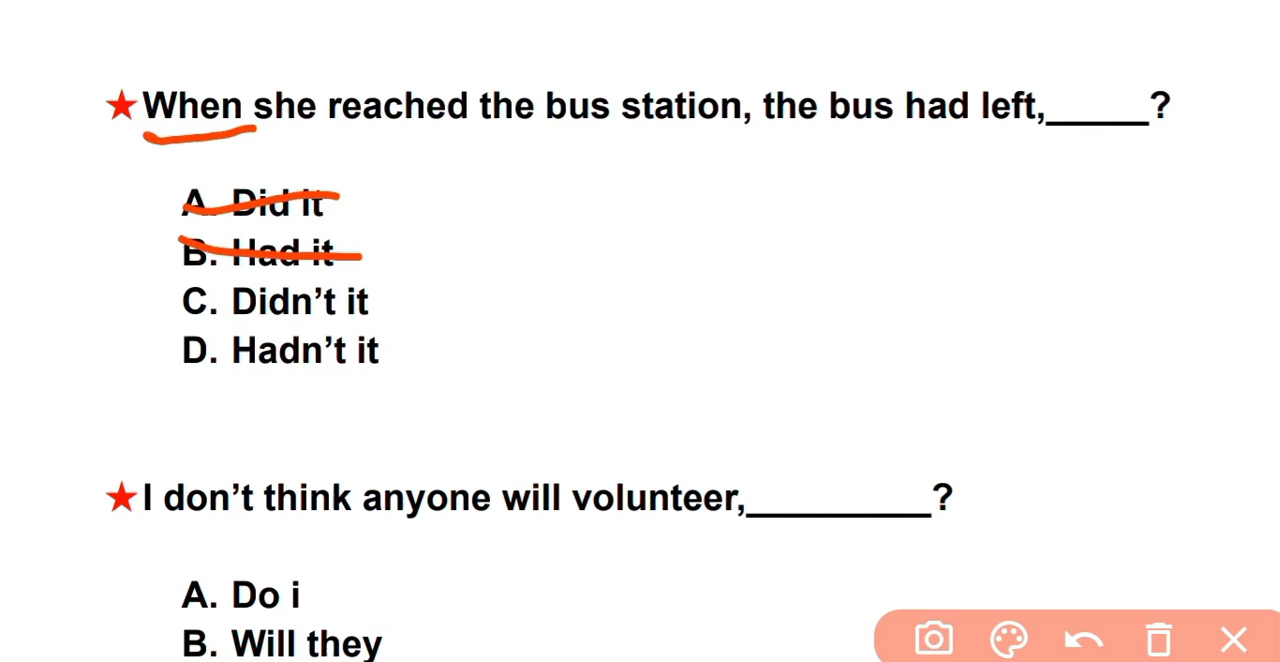 When she reached the bus station, the bus had left,_____?
A. Did it
B. Had it
C. Didn’t it
D. Hadn’t it
I don’t think anyone will volunteer,_________?
A. Do i
B. Will they